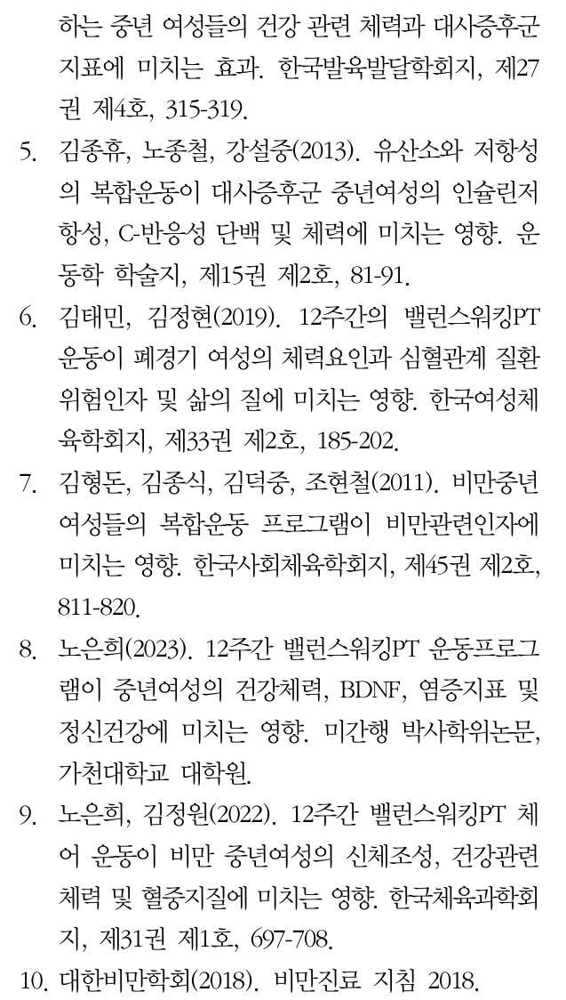 하는 중년 여성들의 건강 관련 체력과 대사증후군
지표에 미치는 효과. 한국발육발달학회지, 제27
권 제4호, 315-319.
5. 김종휴, 노종철, 강설중(2013). 유산소와 저항성
의 복합운동이 대사증후군 중년여성의 인슐린저
항성, C-반응성 단백 및 체력에 미치는 영향. 운
동학 학술지, 제15권 제2호, 81-91.
6. 김태민, 김정현(2019). 12주간의 밸런스워킹PT
운동이 폐경기 여성의 체력요인과 심혈관계 질환
위험인자 및 삶의 질에 미치는 영향. 한국여성체
육학회지, 제33권 제2호, 185-202.
7. 김형돈, 김종식, 김덕중, 조현철(2011). 비만중년
여성들의 복합운동 프로그램이 비만관련인자에
미치는 영향. 한국사회체육학회지, 제45권 제2호,
811-820.
8. 노은희(2023). 12주간 밸런스워킹PT 운동프로그
램이 중년여성의 건강체력, BDNF, 염증지표 및
정신건강에 미치는 영향. 미간행 박사학위논문,
가천대학교 대학원.
9. 노은희, 김정원(2022). 12주간 밸런스워킹PT 체
어 운동이 비만 중년여성의 신체조성, 건강관련
체력 및 혈중지질에 미치는 영향. 한국체육과학회
지, 제31권 제1호, 697-708.
10. 대한비만학회(2018). 비만진료 지침 2018.